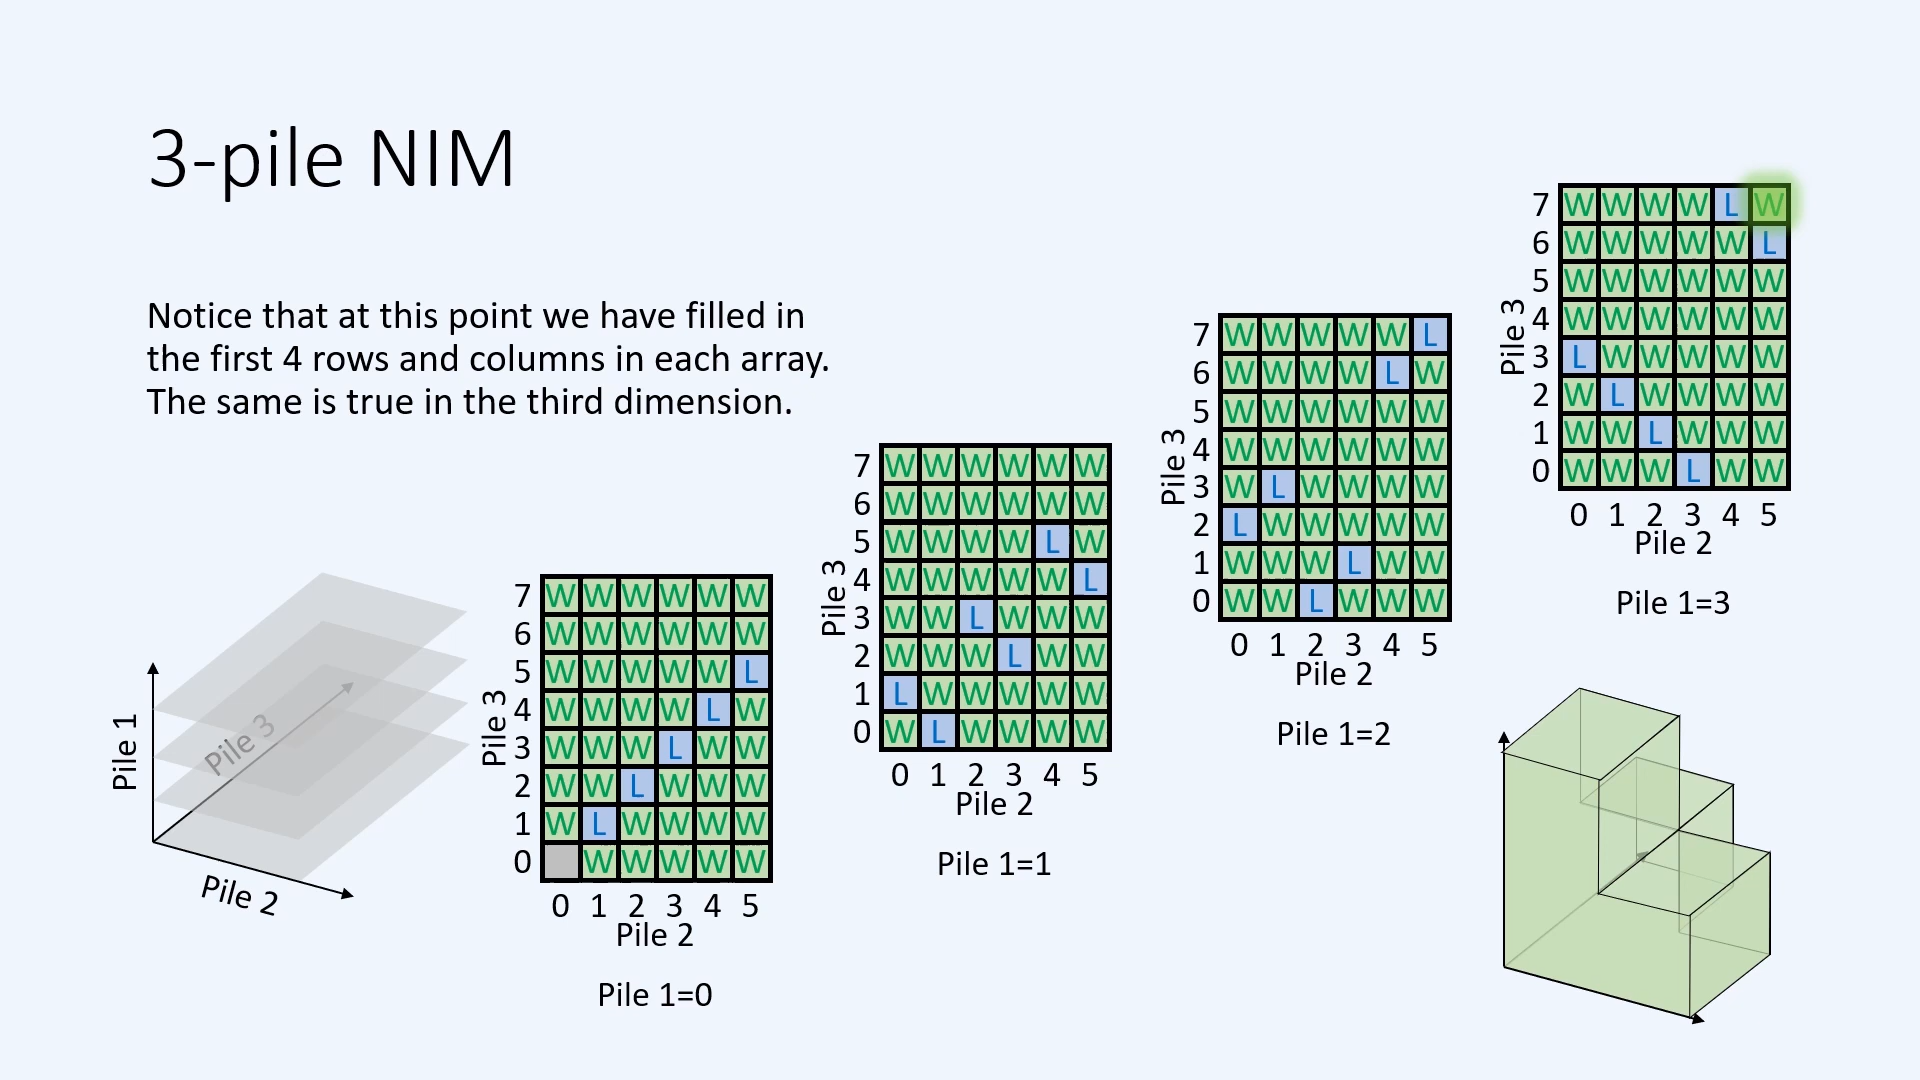 3-pile NIM
Notice that at this point we have filled in
the first 4 rows and columns in each array.
The same is true in the third dimension.
Pile 1
Pile 3
Pile 2
Pile 3
7 W W W W W W
6 W W W W W W
5 W W W W W L
4 W W W W L W
3 W W W L W W
2 W W L W W W
1 W L W W W W
0 W W W W W
0 1 2 3 4 5
Pile 2
Pile 1=0
Pile 3
7 W W W W W W
6 W W W W W W
5 W W W W L W
4 W W W W W L
3 W W L W W W
2 W W W L W W
1 L W W W W W
0 W L W W W W
0 1 2 3 4 5
Pile 2
Pile 1=1
Pile 3
7 W W W W W L
6 W W W W L W
5 W W W W W W
4 W W W W W W
3 W L W W W W
2 L W W W W W
1 W W W L W W
0 W W L W W W
0 1 2 3 4 5
Pile 2
Pile 1=2
Pile 3
7 W W W W L W
6 W W W W W L
5 W W W W W W
4 W W W W W W
3 L W W W W W
2 W L W W W W
1 W W L W W W
0 W W W L W W
0 1 2 3 4 5
Pile 2
Pile 1=3